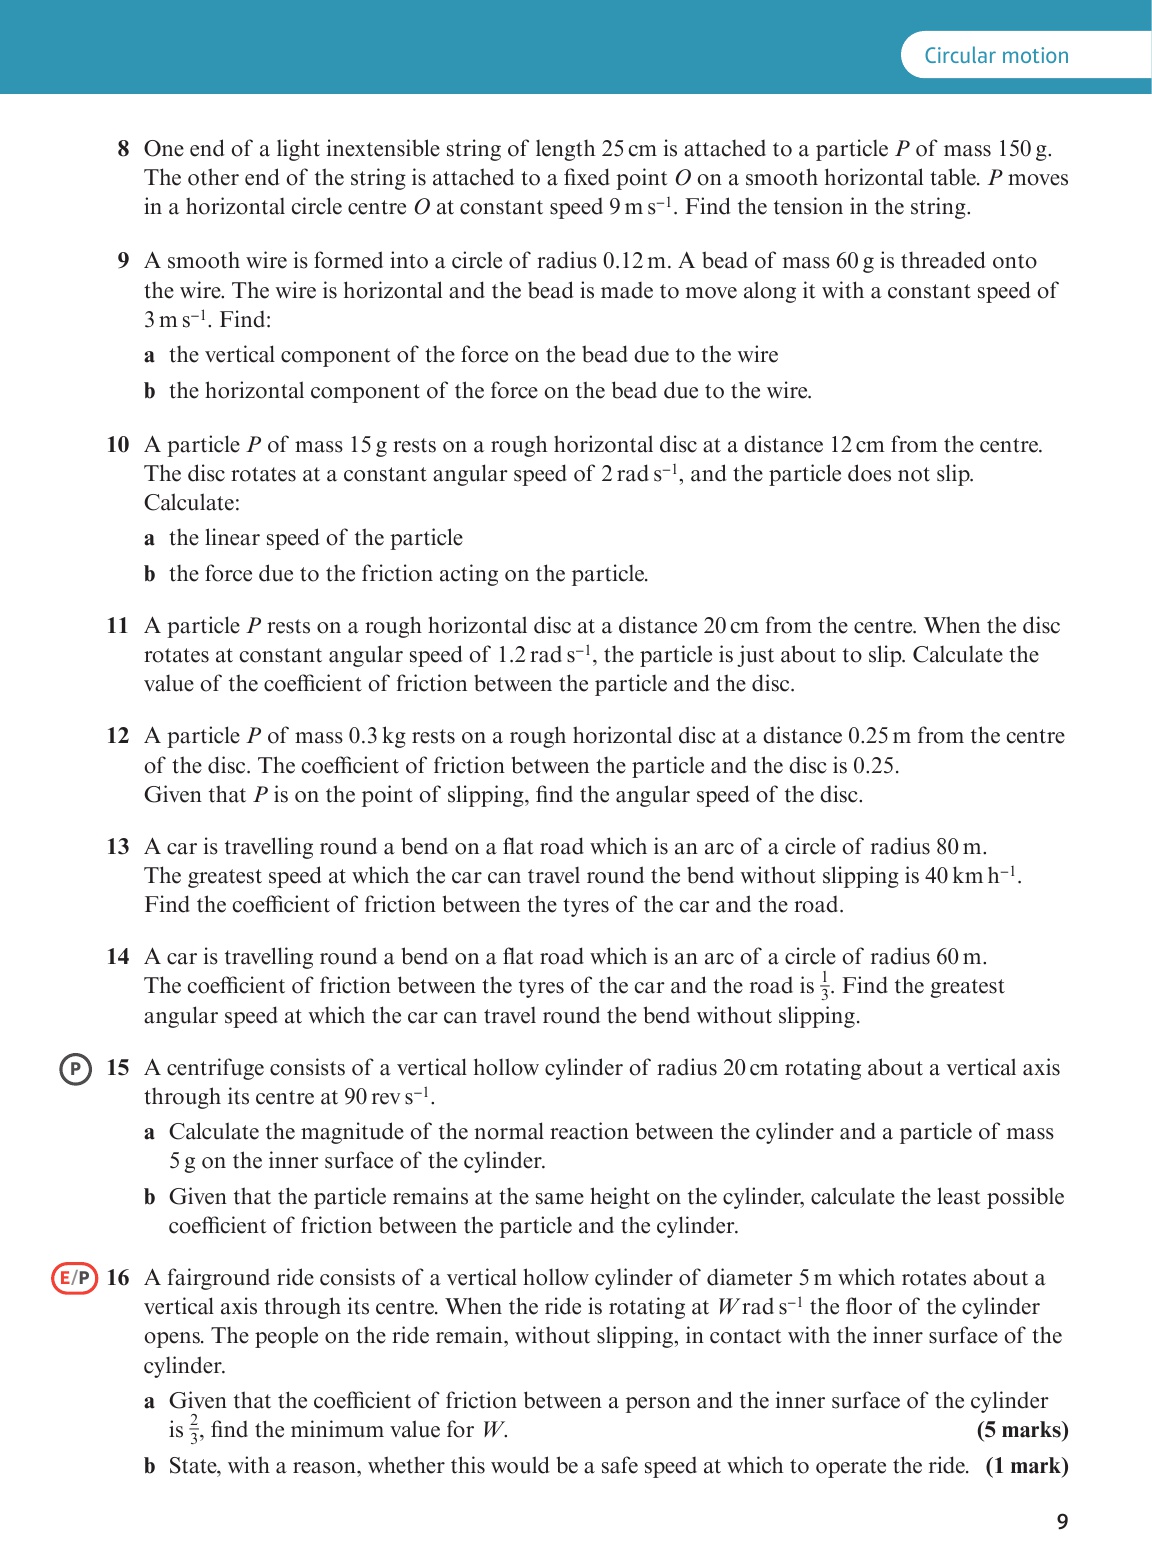 Circular motion
8 One end of a light inextensible string of length 25 cm is attached to a particle P of mass 150 g.
The other end of the string is attached to a fixed point O on a smooth horizontal table. P moves
in a horizontal circle centre O at constant speed 9 m s⁻¹. Find the tension in the string.
9 A smooth wire is formed into a circle of radius 0.12 m. A bead of mass 60 g is threaded onto
the wire. The wire is horizontal and the bead is made to move along it with a constant speed of
3 m s⁻¹. Find:
a the vertical component of the force on the bead due to the wire
b the horizontal component of the force on the bead due to the wire.
10 A particle P of mass 15 g rests on a rough horizontal disc at a distance 12 cm from the centre.
The disc rotates at a constant angular speed of 2 rad s⁻¹, and the particle does not slip.
Calculate:
a the linear speed of the particle
b the force due to the friction acting on the particle.
11 A particle P rests on a rough horizontal disc at a distance 20 cm from the centre. When the disc
rotates at constant angular speed of 1.2 rad s⁻¹, the particle is just about to slip. Calculate the
value of the coefficient of friction between the particle and the disc.
12 A particle P of mass 0.3 kg rests on a rough horizontal disc at a distance 0.25 m from the centre
of the disc. The coefficient of friction between the particle and the disc is 0.25.
Given that P is on the point of slipping, find the angular speed of the disc.
13 A car is travelling round a bend on a flat road which is an arc of a circle of radius 80 m.
The greatest speed at which the car can travel round the bend without slipping is 40 km h⁻¹.
Find the coefficient of friction between the tyres of the car and the road.
14 A car is travelling round a bend on a flat road which is an arc of a circle of radius 60 m.
The coefficient of friction between the tyres of the car and the road is 1/3. Find the greatest
angular speed at which the car can travel round the bend without slipping.
P 15 A centrifuge consists of a vertical hollow cylinder of radius 20 cm rotating about a vertical axis
through its centre at 90 rev s⁻¹.
a Calculate the magnitude of the normal reaction between the cylinder and a particle of mass
5 g on the inner surface of the cylinder.
b Given that the particle remains at the same height on the cylinder, calculate the least possible
coefficient of friction between the particle and the cylinder.
E/P 16 A fairground ride consists of a vertical hollow cylinder of diameter 5 m which rotates about a
vertical axis through its centre. When the ride is rotating at W rad s⁻¹ the floor of the cylinder
opens. The people on the ride remain, without slipping, in contact with the inner surface of the
cylinder.
a Given that the coefficient of friction between a person and the inner surface of the cylinder
is 2/3, find the minimum value for W. (5 marks)
b State, with a reason, whether this would be a safe speed at which to operate the ride. (1 mark)
9